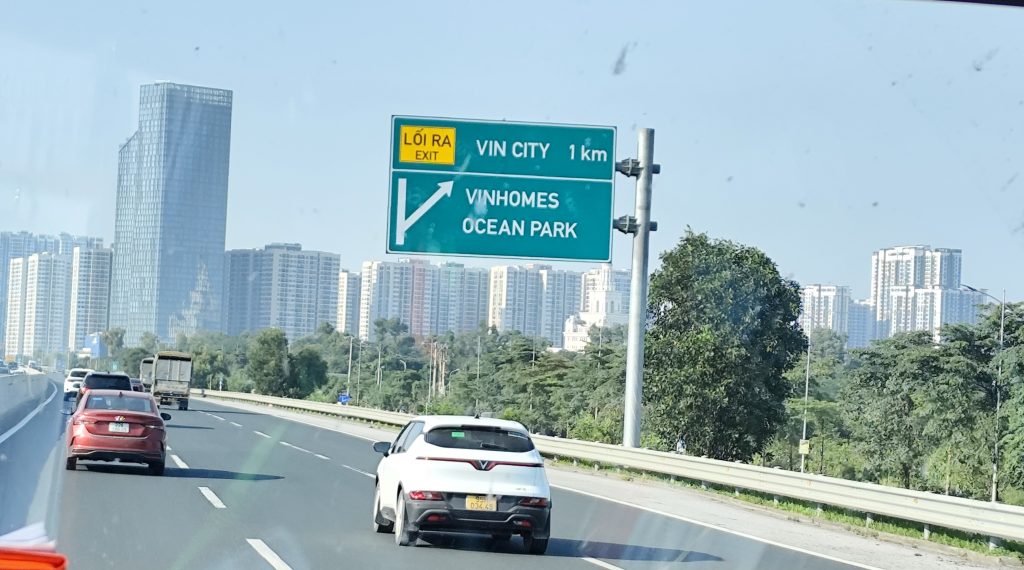 LỐI RA
EXIT
VIN CITY 1 km
VINHOMES
OCEAN PARK